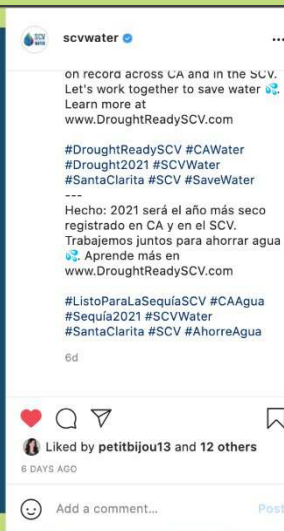 SCV
WATER
scvwater
...
on record across CA and in the SCV.
Let's work together to save water 💦.
Learn more at
www.DroughtReadySCV.com
#DroughtReadySCV #CAWater
#Drought2021 #SCVWater
#SantaClarita #SCV #SaveWater
---
Hecho: 2021 será el año más seco
registrado en CA y en el SCV.
Trabajemos juntos para ahorrar agua
💦. Aprende más en
www.DroughtReadySCV.com
#ListoParaLaSequíaSCV #CAAgua
#Sequía2021 #SCVWater
#SantaClarita #SCV #AhorreAgua
6d
Liked by petitbijou13 and 12 others
6 DAYS AGO
Add a comment...
Post